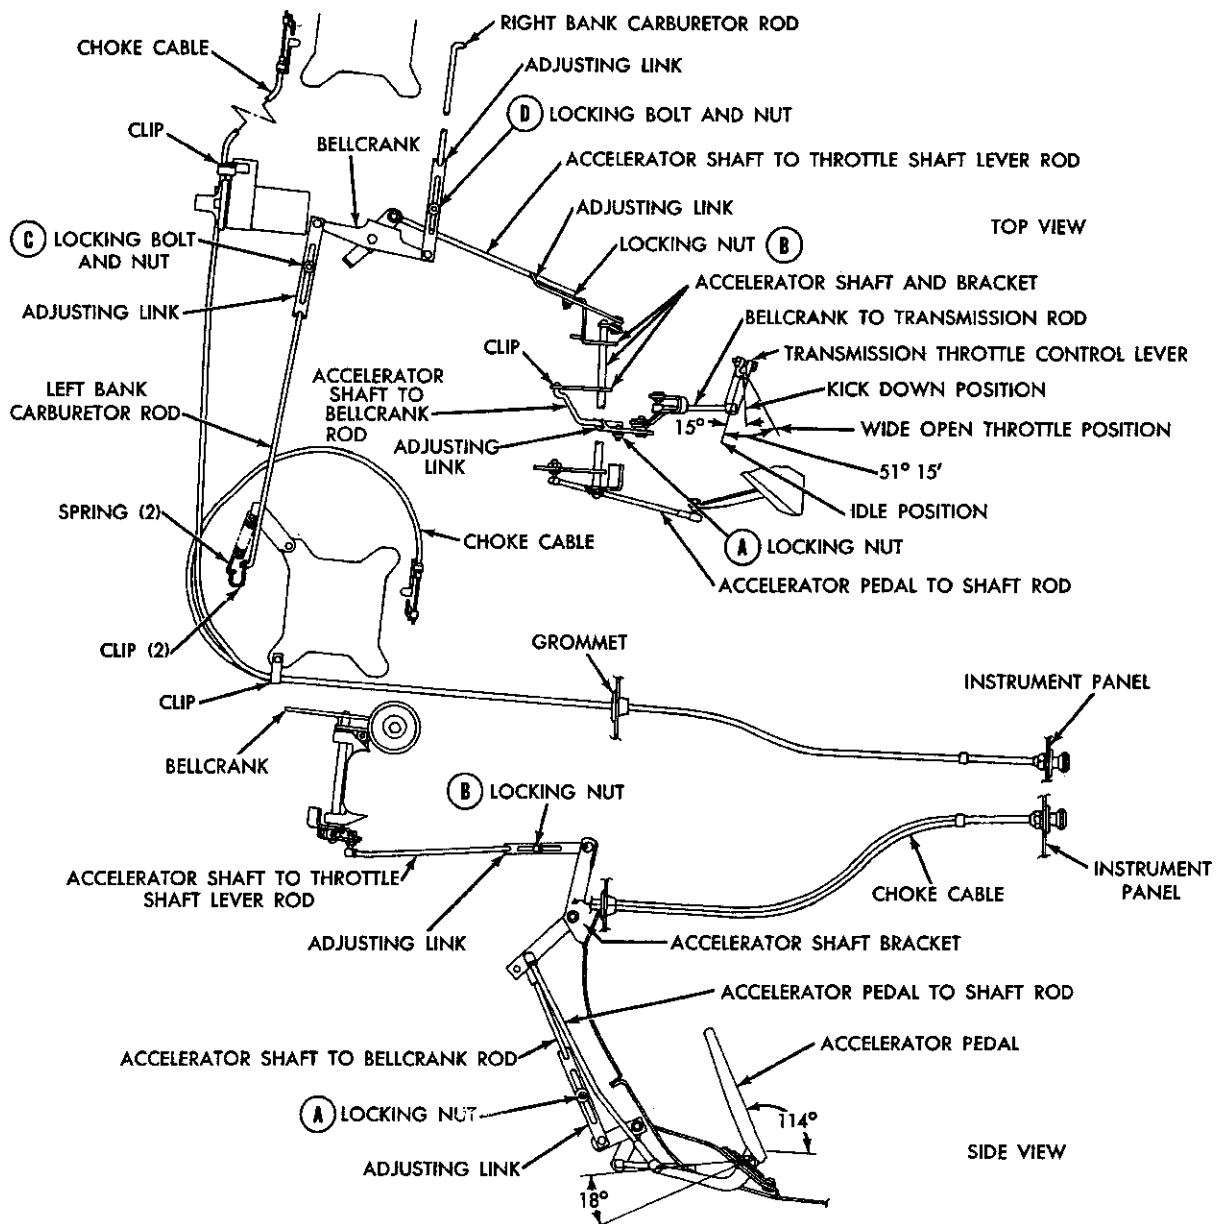 RIGHT BANK CARBURETOR ROD
CHOKE CABLE
ADJUSTING LINK
D LOCKING BOLT AND NUT
CLIP
BELLCRANK
ACCELERATOR SHAFT TO THROTTLE SHAFT LEVER ROD
ADJUSTING LINK
TOP VIEW
C LOCKING BOLT
AND NUT
LOCKING NUT B
ACCELERATOR SHAFT AND BRACKET
ADJUSTING LINK
BELLCRANK TO TRANSMISSION ROD
CLIP
TRANSMISSION THROTTLE CONTROL LEVER
ACCELERATOR
SHAFT TO
BELLCRANK
ROD
KICK DOWN POSITION
LEFT BANK
CARBURETOR ROD
15°
WIDE OPEN THROTTLE POSITION
ADJUSTING
LINK
51° 15'
SPRING (2)
IDLE POSITION
CHOKE CABLE
A LOCKING NUT
ACCELERATOR PEDAL TO SHAFT ROD
CLIP (2)
GROMMET
CLIP
INSTRUMENT PANEL
BELLCRANK
B LOCKING NUT
ACCELERATOR SHAFT TO THROTTLE
SHAFT LEVER ROD
CHOKE CABLE
INSTRUMENT
PANEL
ADJUSTING LINK
ACCELERATOR SHAFT BRACKET
ACCELERATOR PEDAL TO SHAFT ROD
ACCELERATOR SHAFT TO BELLCRANK ROD
ACCELERATOR PEDAL
A LOCKING NUT
114°
ADJUSTING LINK
SIDE VIEW
18°